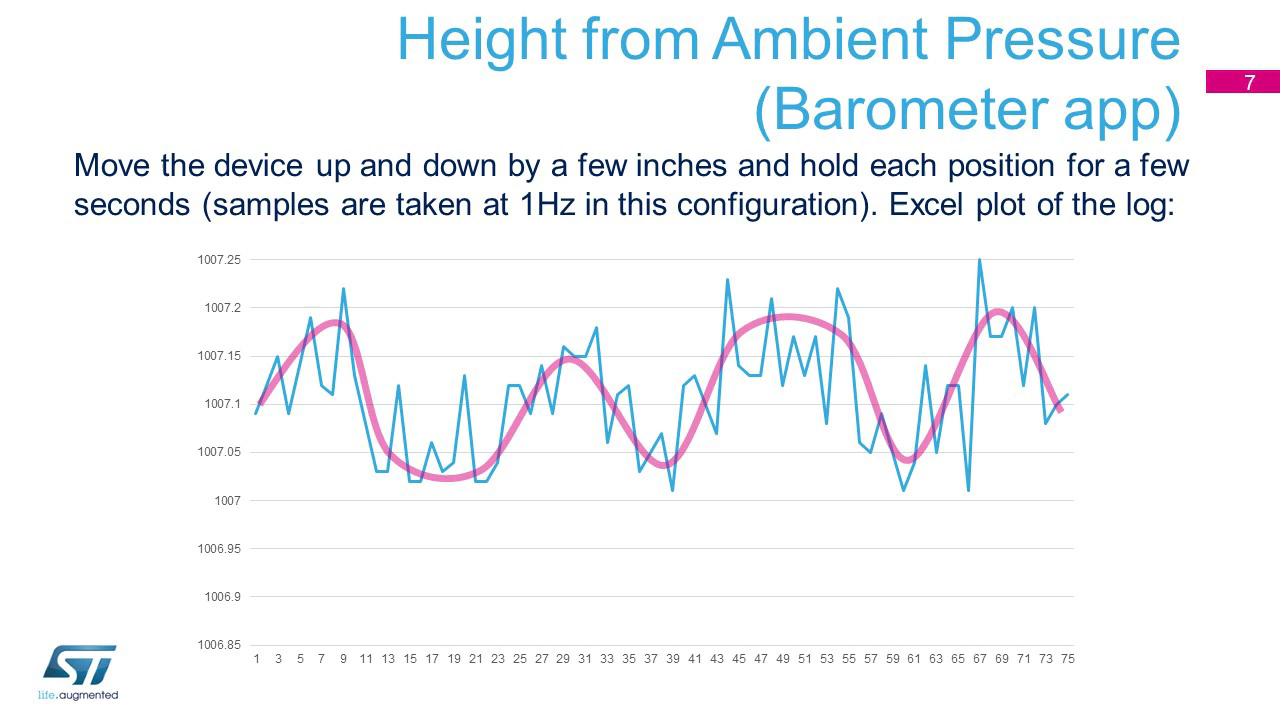 Height from Ambient Pressure
(Barometer app)
7
Move the device up and down by a few inches and hold each position for a few
seconds (samples are taken at 1Hz in this configuration). Excel plot of the log:
1007.25
1007.2
1007.15
1007.1
1007.05
1007
1006.95
1006.9
1006.85
1 3 5 7 9 11 13 15 17 19 21 23 25 27 29 31 33 35 37 39 41 43 45 47 49 51 53 55 57 59 61 63 65 67 69 71 73 75
ST
life.augmented